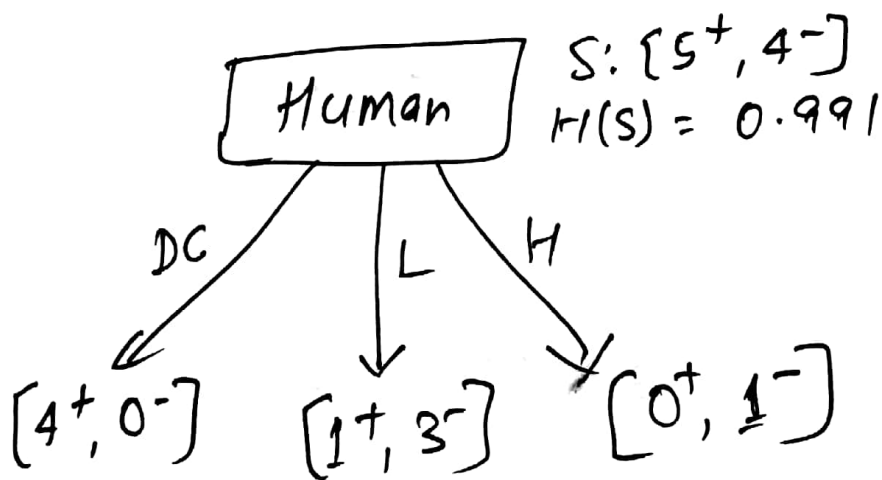 S: [5⁺, 4⁻]
Human
H(S) = 0.991
DC
L
H
[4⁺, 0⁻]
[1⁺, 3⁻]
[0⁺, 1⁻]